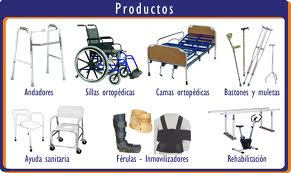 Productos
Andadores
Sillas ortopédicas
Camas ortopédicas
Bastones y muletas
Ayuda sanitaria
Férulas - Inmovilizadores
Rehabilitación